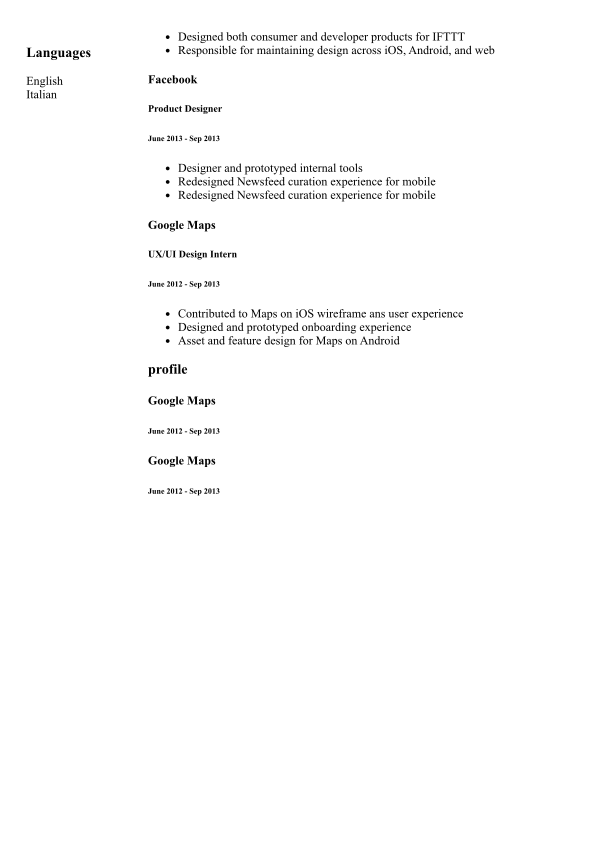 Languages
English
Italian
• Designed both consumer and developer products for IFTTT
• Responsible for maintaining design across iOS, Android, and web
Facebook
Product Designer
June 2013 - Sep 2013
• Designer and prototyped internal tools
• Redesigned Newsfeed curation experience for mobile
• Redesigned Newsfeed curation experience for mobile
Google Maps
UX/UI Design Intern
June 2012 - Sep 2013
• Contributed to Maps on iOS wireframe ans user experience
• Designed and prototyped onboarding experience
• Asset and feature design for Maps on Android
profile
Google Maps
June 2012 - Sep 2013
Google Maps
June 2012 - Sep 2013